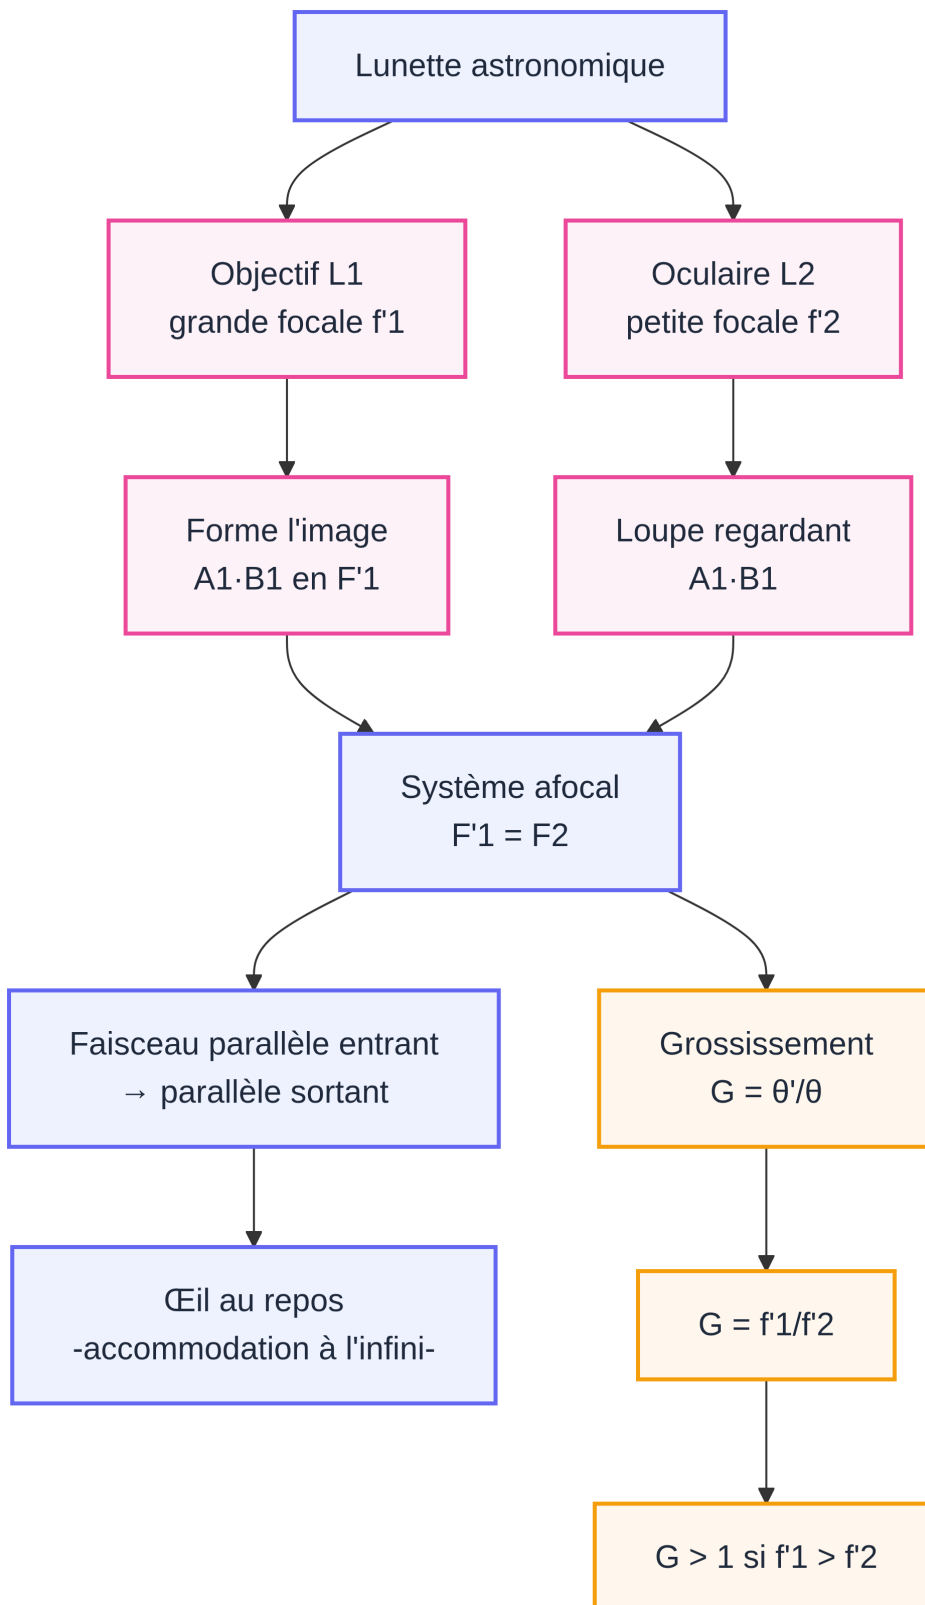 Lunette astronomique
Objectif L1
grande focale f'1
Oculaire L2
petite focale f'2
Forme l'image
A1·B1 en F'1
Loupe regardant
A1·B1
Système afocal
F'1 = F2
Faisceau parallèle entrant
→ parallèle sortant
Grossissement
G = θ'/θ
Œil au repos
-accommodation à l'infini-
G = f'1/f'2
G > 1 si f'1 > f'2